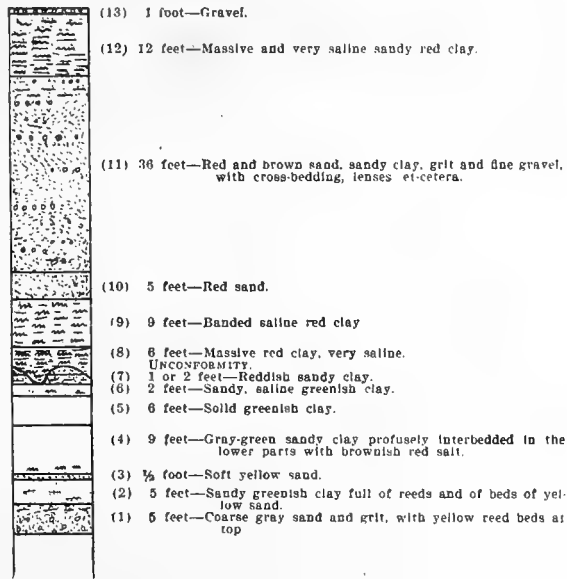 (13) 1 foot—Gravel.
(12) 12 feet—Massive and very saline sandy red clay.
(11) 36 feet—Red and brown sand, sandy clay, grit and fine gravel,
with cross-bedding, lenses et-cetera.
(10) 5 feet—Red sand.
(9) 9 feet—Banded saline red clay
(8) 6 feet—Massive red clay, very saline.
UNCONFORMITY.
(7) 1 or 2 feet—Reddish sandy clay.
(6) 2 feet—Sandy, saline greenish clay.
(5) 6 feet—Solid greenish clay.
(4) 9 feet—Gray-green sandy clay profusely interbedded in the
lower parts with brownish red salt.
(3) ½ foot—Soft yellow sand.
(2) 5 feet—Sandy greenish clay full of reeds and of beds of yel-
low sand.
(1) 5 feet—Coarse gray sand and grit, with yellow reed beds at
top